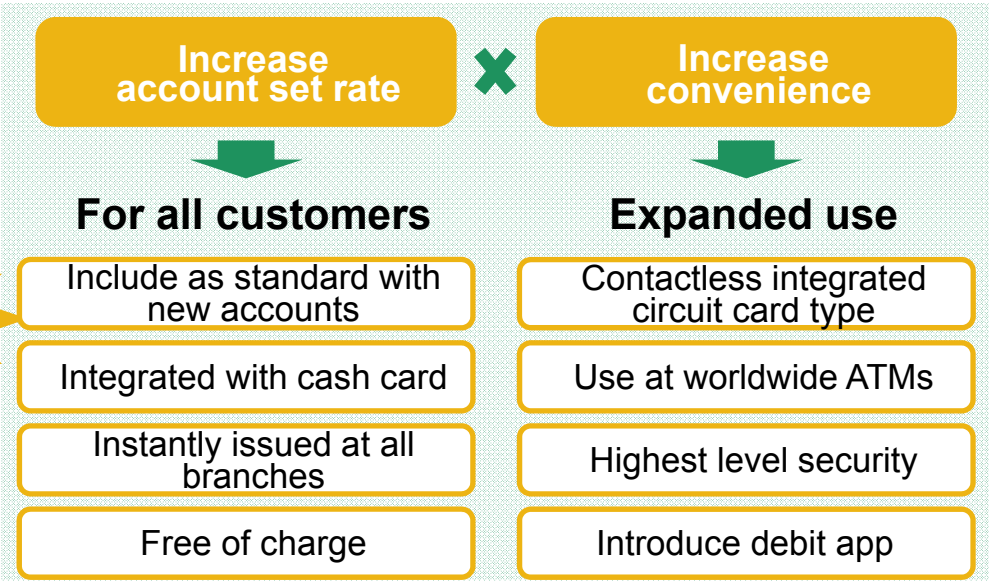 Increase
account set rate
Increase
convenience
For all customers
Expanded use
Include as standard with
new accounts
Contactless integrated
circuit card type
Integrated with cash card
Use at worldwide ATMs
Instantly issued at all
branches
Highest level security
Free of charge
Introduce debit app